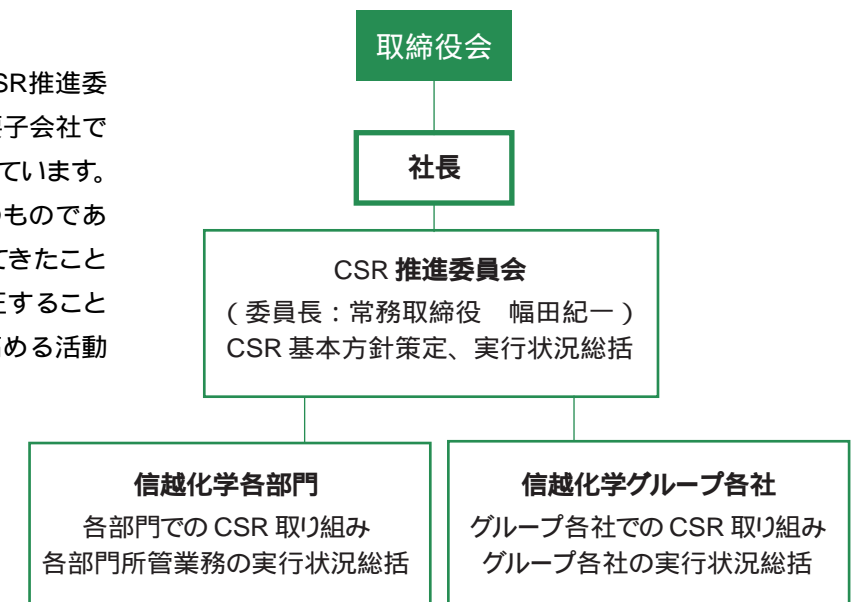 SR推進委
子会社で
ています。
ものであ
てきたこと
すること
める活動
取締役会
社長
CSR 推進委員会
（委員長：常務取締役　幅田紀一）
CSR 基本方針策定、実行状況総括
信越化学各部門
各部門での CSR 取り組み
各部門所管業務の実行状況総括
信越化学グループ各社
グループ各社での CSR 取り組み
グループ各社の実行状況総括